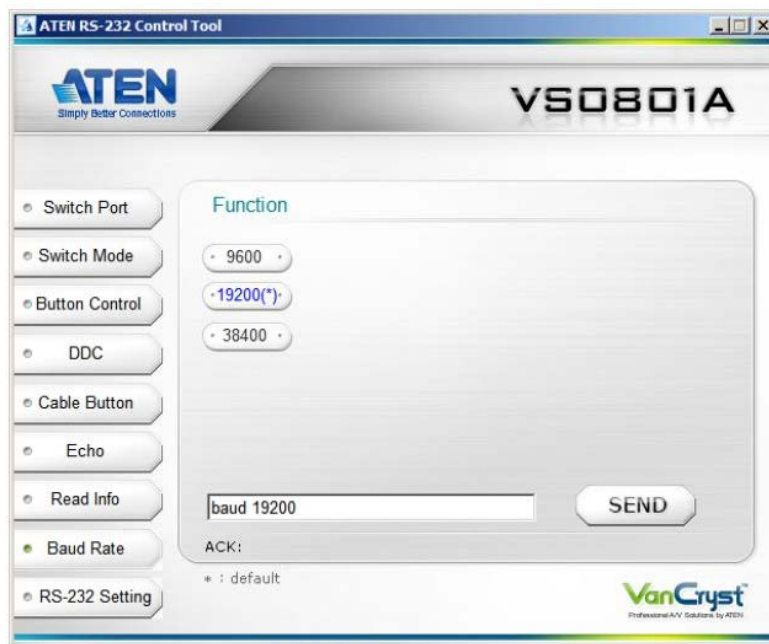 ATEN RS-232 Control Tool
ATEN
Simply Better Connections
VS0801A
Switch Port
Switch Mode
Button Control
DDC
Cable Button
Echo
Read Info
Baud Rate
RS-232 Setting
Function
9600
19200(*)
38400
baud 19200
SEND
ACK:
* : default
VanCryst™
Professional A/V Solutions by ATEN